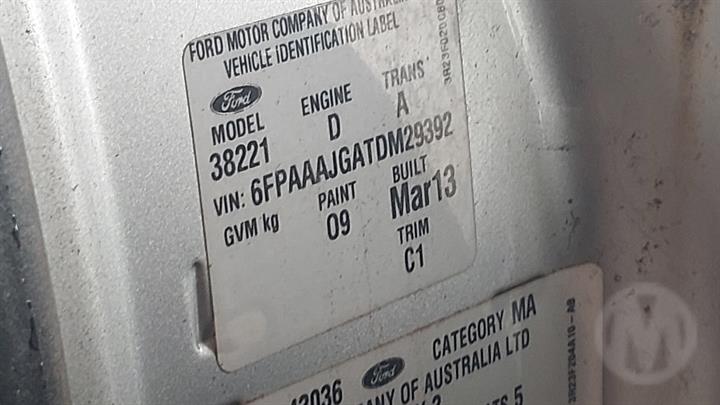 FORD MOTOR COMPANY OF AUSTRALIA
VEHICLE IDENTIFICATION LABEL
Ford
MODEL ENGINE TRANS
38221 D A
VIN: 6FPAAAJGATDM29392
GVM kg PAINT BUILT
09 Mar13
TRIM
C1
Ford CATEGORY MA
OF AUSTRALIA LTD
M